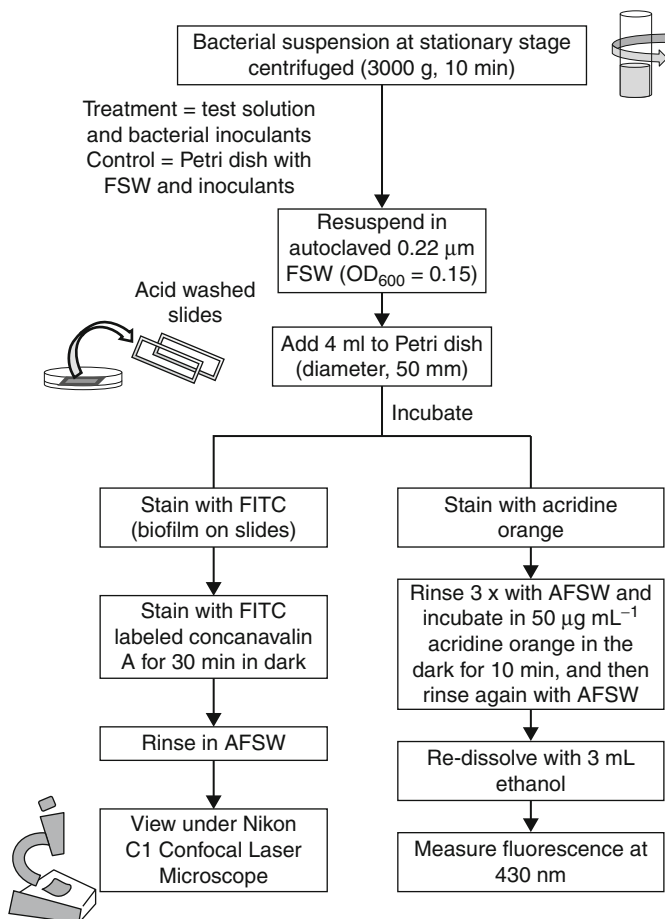 Bacterial suspension at stationary stage
centrifuged (3000 g, 10 min)
Treatment = test solution
and bacterial inoculants
Control = Petri dish with
FSW and inoculants
Resuspend in
autoclaved 0.22 μm
FSW (OD₆₀₀ = 0.15)
Acid washed
slides
Add 4 ml to Petri dish
(diameter, 50 mm)
Incubate
Stain with FITC
(biofilm on slides)
Stain with FITC
labeled concanavalin
A for 30 min in dark
Rinse in AFSW
View under Nikon
C1 Confocal Laser
Microscope
Stain with acridine
orange
Rinse 3 x with AFSW and
incubate in 50 μg mL⁻¹
acridine orange in the
dark for 10 min, and then
rinse again with AFSW
Re-dissolve with 3 mL
ethanol
Measure fluorescence at
430 nm